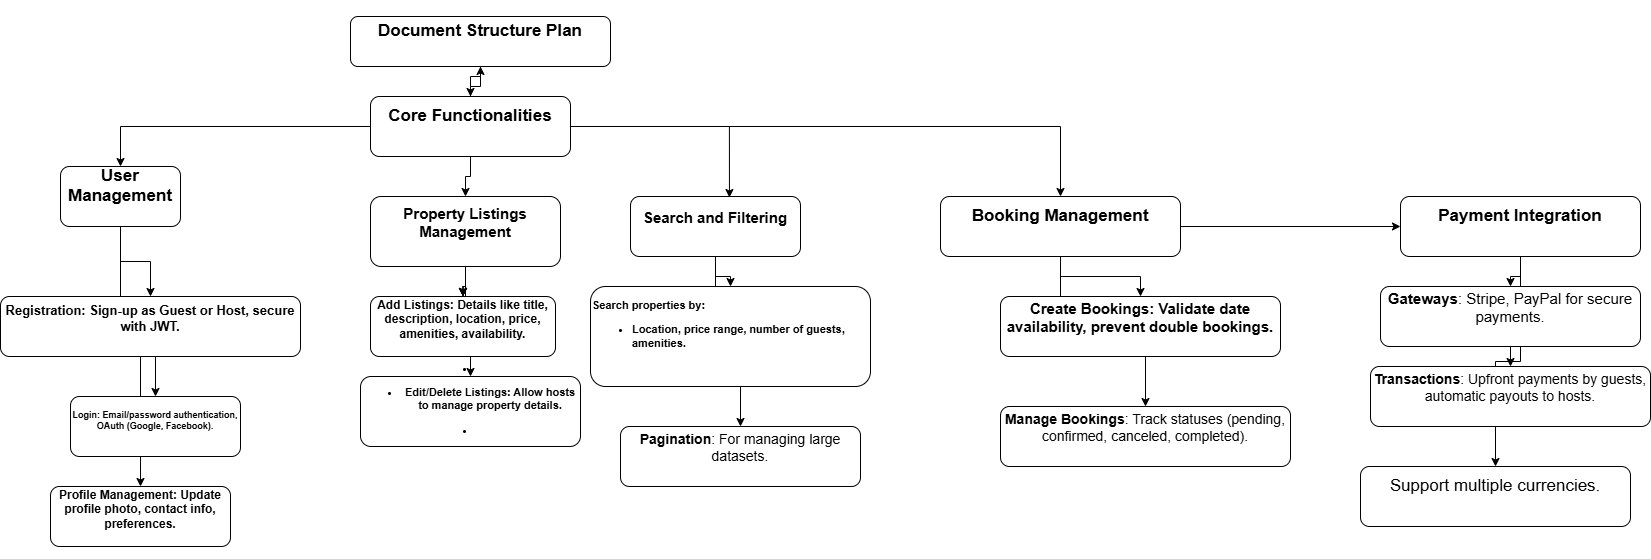 Document Structure Plan
Core Functionalities
User
Management
Registration: Sign-up as Guest or Host, secure
with JWT.
Login: Email/password authentication,
OAuth (Google, Facebook).
Profile Management: Update
profile photo, contact info,
preferences.
Property Listings
Management
Add Listings: Details like title,
description, location, price,
amenities, availability.
•
• Edit/Delete Listings: Allow hosts
to manage property details.
•
Search and Filtering
Search properties by:
• Location, price range, number of guests,
amenities.
Pagination: For managing large
datasets.
Booking Management
Create Bookings: Validate date
availability, prevent double bookings.
Manage Bookings: Track statuses (pending,
confirmed, canceled, completed).
Payment Integration
Gateways: Stripe, PayPal for secure
payments.
Transactions: Upfront payments by guests,
automatic payouts to hosts.
Support multiple currencies.